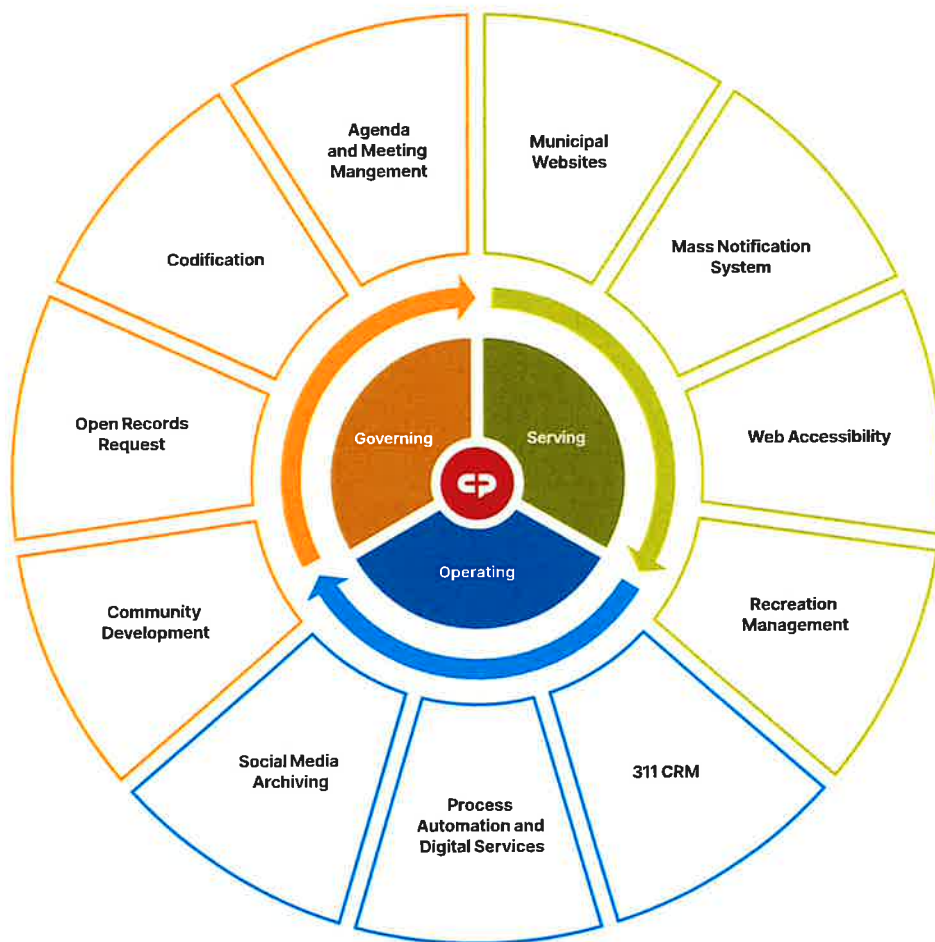 Agenda
and Meeting
Mangement
Municipal
Websites
Codification
Mass Notification
System
Open Records
Request
Governing
Serving
Web Accessibility
CP
Operating
Community
Development
Recreation
Management
Social Media
Archiving
Process
Automation and
Digital Services
311 CRM